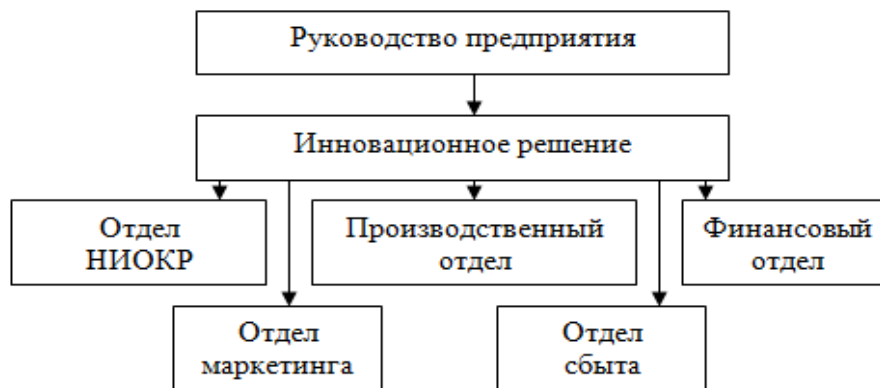 Руководство предприятия
Инновационное решение
Отдел
НИОКР
Производственный
отдел
Финансовый
отдел
Отдел
маркетинга
Отдел
сбыта